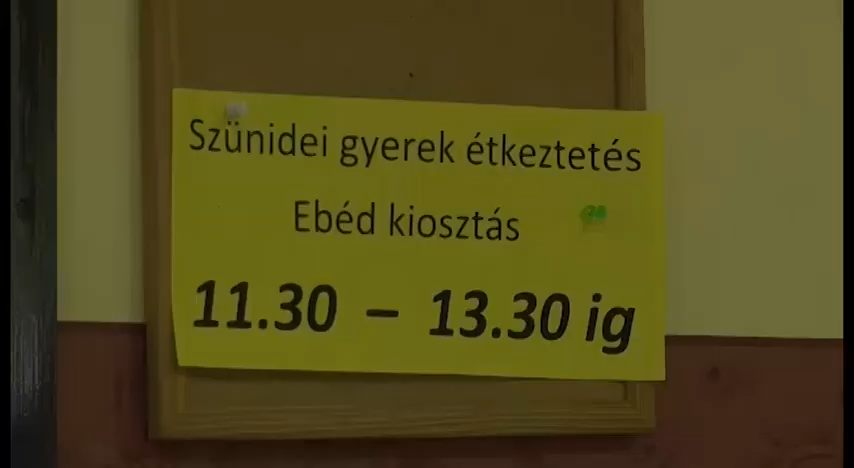 Szünidei gyerek étkeztetés
Ebéd kiosztás
11.30 – 13.30 ig